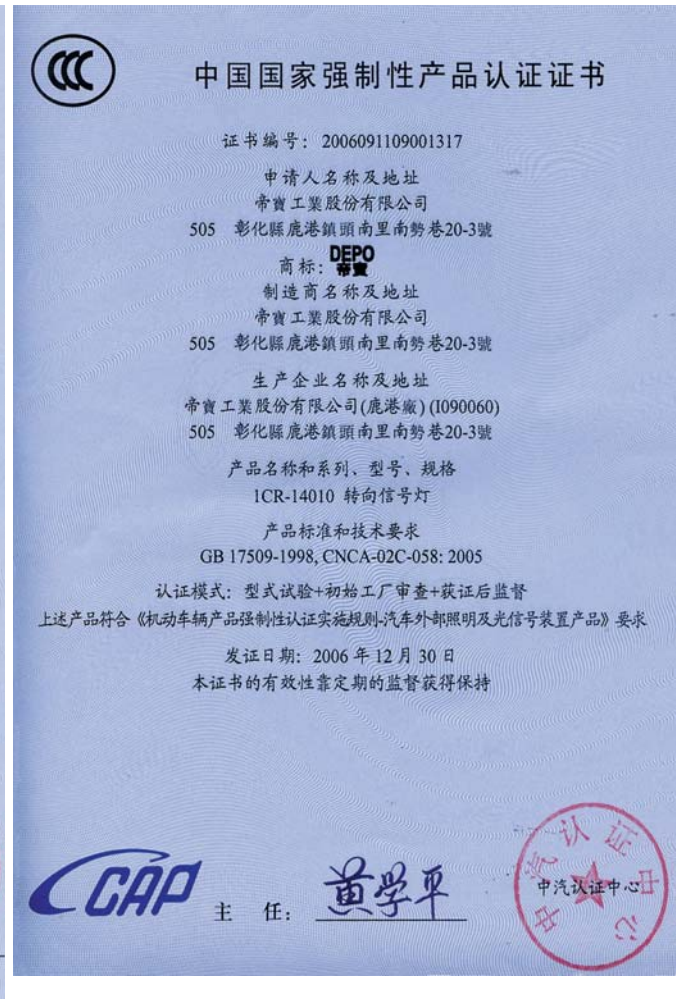 CCC
中国国家强制性产品认证证书
证书编号：2006091109001317
申请人名称及地址
帝寶工業股份有限公司
505 彰化縣鹿港鎮頭南里南勢巷20-3號
商标：DEPO
帝寶
制造商名称及地址
帝寶工業股份有限公司
505 彰化縣鹿港鎮頭南里南勢巷20-3號
生产企业名称及地址
帝寶工業股份有限公司(鹿港廠) (I090060)
505 彰化縣鹿港鎮頭南里南勢巷20-3號
产品名称和系列、型号、规格
1CR-14010 转向信号灯
产品标准和技术要求
GB 17509-1998, CNCA-02C-058: 2005
认证模式：型式试验+初始工厂审查+获证后监督
上述产品符合《机动车辆产品强制性认证实施规则-汽车外部照明及光信号装置产品》要求
发证日期：2006 年 12 月 30 日
本证书的有效性靠定期的监督获得保持
CCAP
主 任：黄学平
中汽认证中心
中汽认证中心